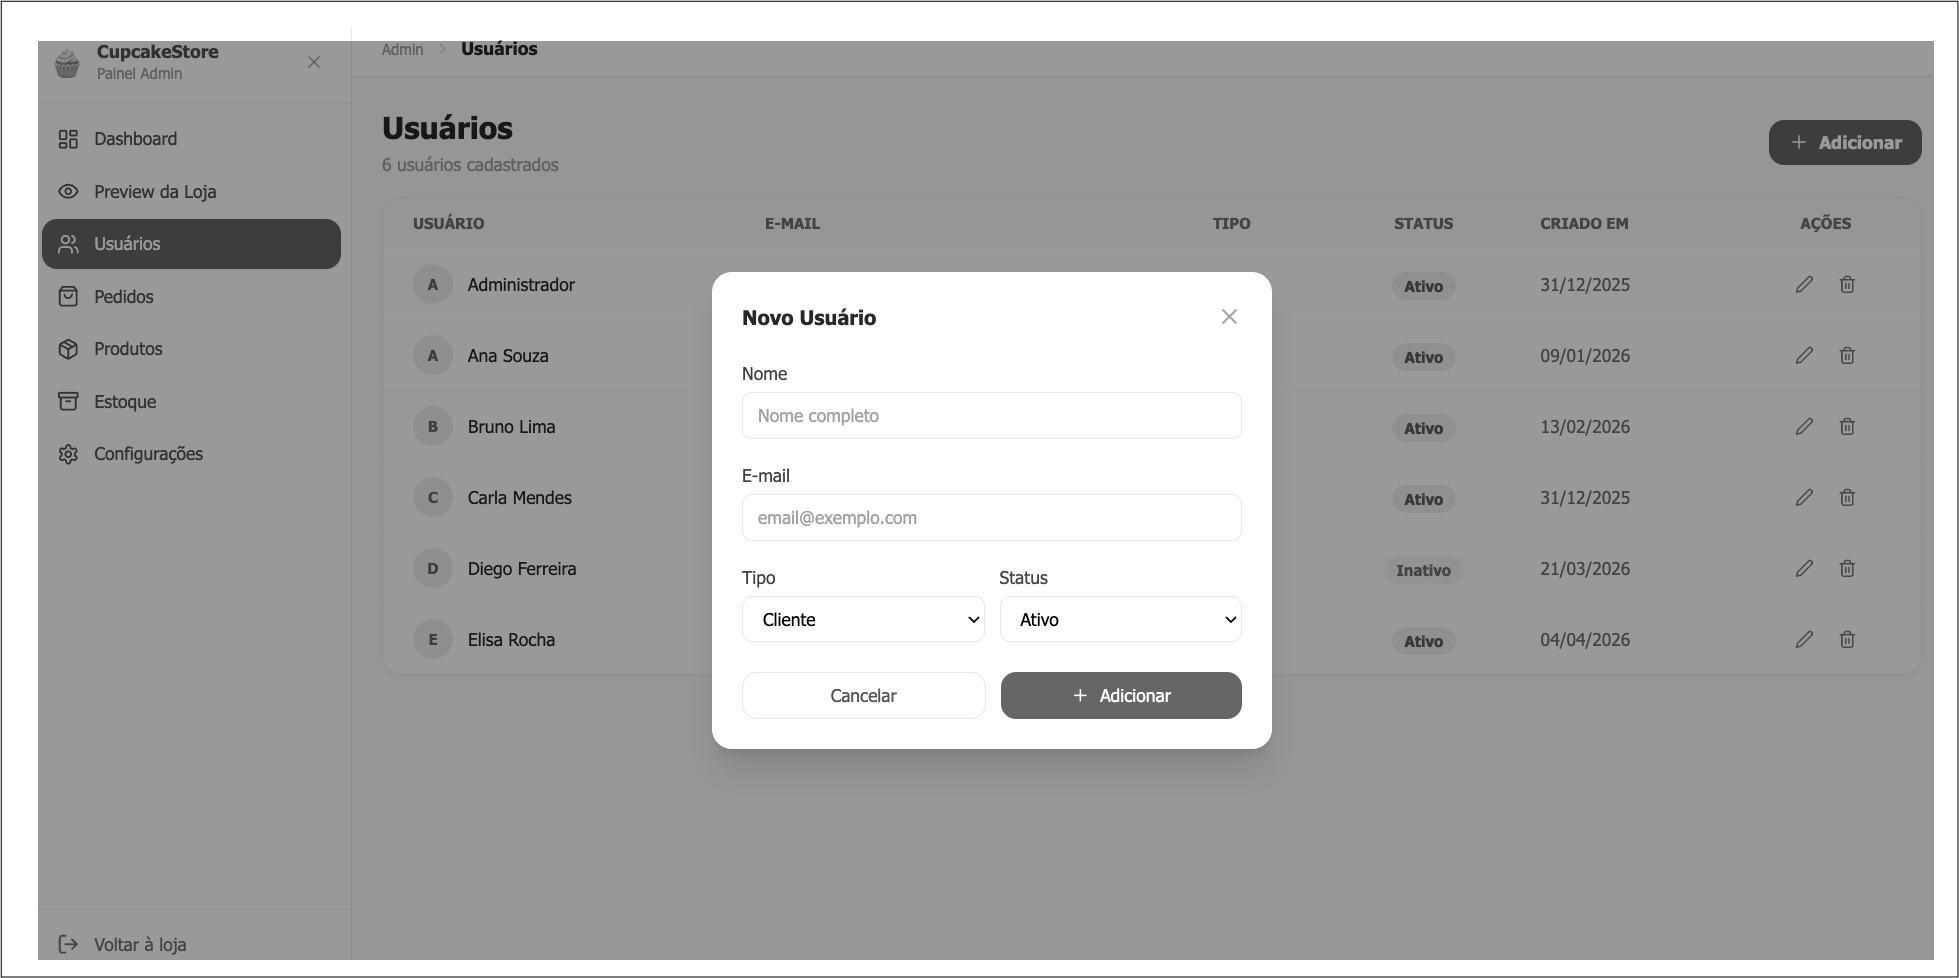 CupcakeStore
Painel Admin
Dashboard
Preview da Loja
Usuários
Pedidos
Produtos
Estoque
Configurações
Voltar à loja
Admin > Usuários
Usuários
6 usuários cadastrados
+ Adicionar
USUÁRIO E-MAIL TIPO STATUS CRIADO EM AÇÕES
A Administrador Ativo 31/12/2025
A Ana Souza Ativo 09/01/2026
B Bruno Lima Ativo 13/02/2026
C Carla Mendes Ativo 31/12/2025
D Diego Ferreira Inativo 21/03/2026
E Elisa Rocha Ativo 04/04/2026
Novo Usuário
Nome
Nome completo
E-mail
email@exemplo.com
Tipo Status
Cliente Ativo
Cancelar + Adicionar